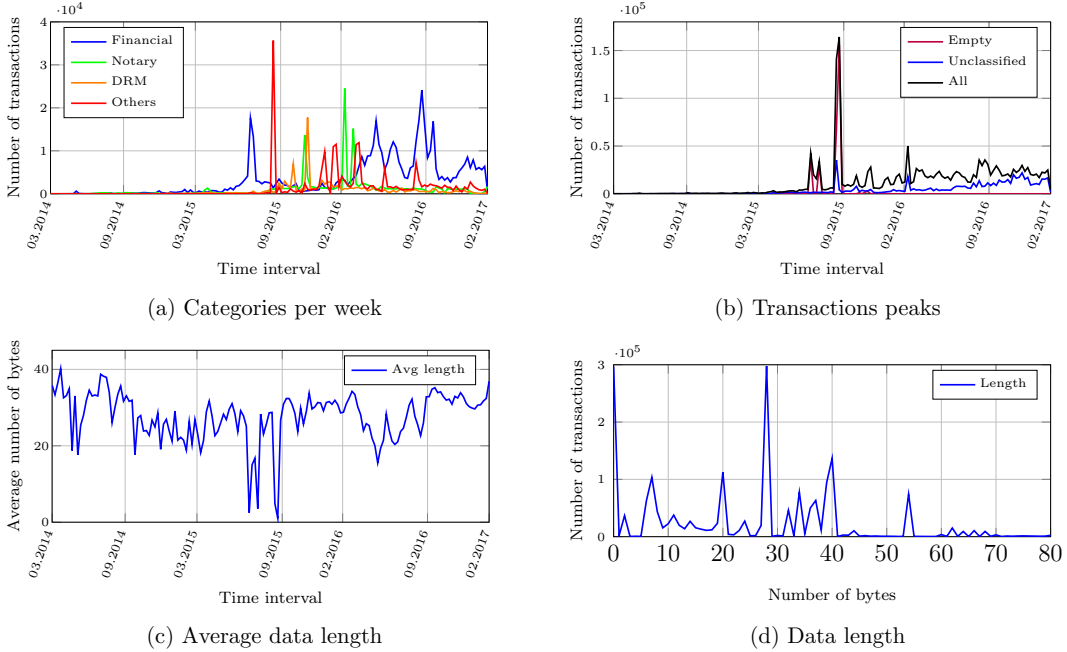 ·10^4
Number of transactions
4
3
2
1
0
Financial
Notary
DRM
Others
03.2014
09.2014
03.2015
09.2015
02.2016
09.2016
02.2017
Time interval
(a) Categories per week
·10^5
Number of transactions
1.5
1
0.5
0
Empty
Unclassified
All
03.2014
09.2014
03.2015
09.2015
02.2016
09.2016
02.2017
Time interval
(b) Transactions peaks
Average number of bytes
40
20
0
Avg length
03.2014
09.2014
03.2015
09.2015
02.2016
09.2016
02.2017
Time interval
(c) Average data length
·10^5
Number of transactions
3
2
1
0
Length
0 10 20 30 40 50 60 70 80
Number of bytes
(d) Data length